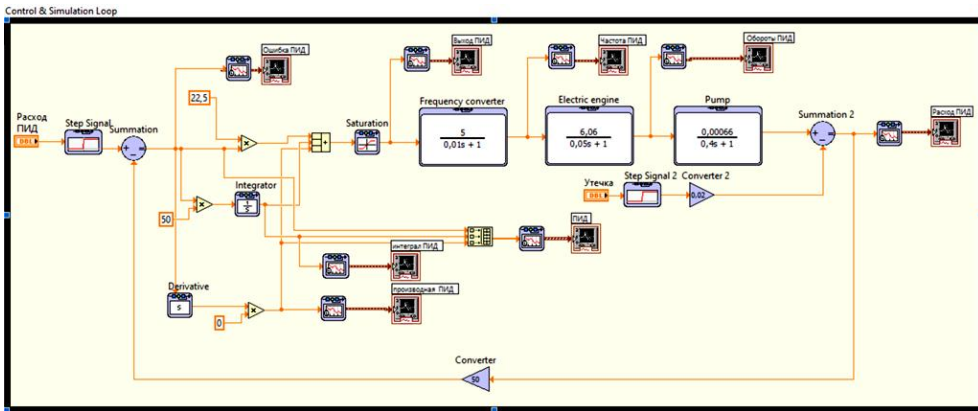 Control & Simulation Loop
Ошибка ПИД
Выход ПИД
Частота ПИД
Обороты ПИД
22,5
Расход
ПИД
DBL
Step Signal
Summation
Saturation
Frequency converter
5
0,01s + 1
Electric engine
6,06
0,05s + 1
Pump
0,00066
0,4s + 1
Summation 2
Расход ПИД
50
Integrator
1
s
Утечка
DBL
Step Signal 2
Converter 2
0,02
ПИД
интеграл ПИД
Derivative
s
0
производная ПИД
Converter
50